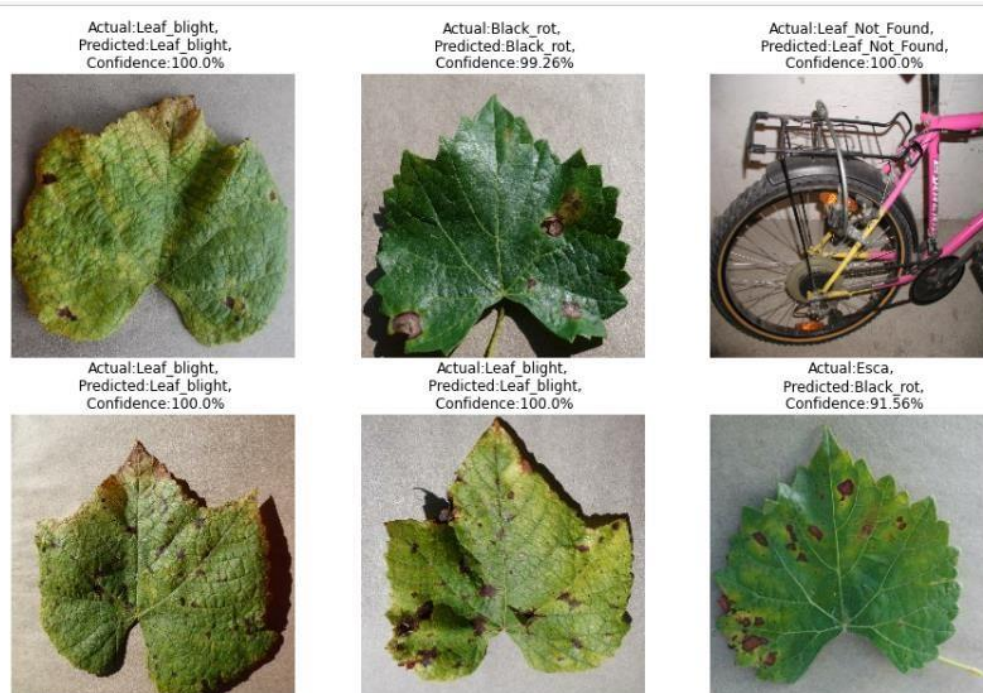 Actual:Leaf_blight,
Predicted:Leaf_blight,
Confidence:100.0%
Actual:Black_rot,
Predicted:Black_rot,
Confidence:99.26%
Actual:Leaf_Not_Found,
Predicted:Leaf_Not_Found,
Confidence:100.0%
Actual:Leaf_blight,
Predicted:Leaf_blight,
Confidence:100.0%
Actual:Leaf_blight,
Predicted:Leaf_blight,
Confidence:100.0%
Actual:Esca,
Predicted:Black_rot,
Confidence:91.56%